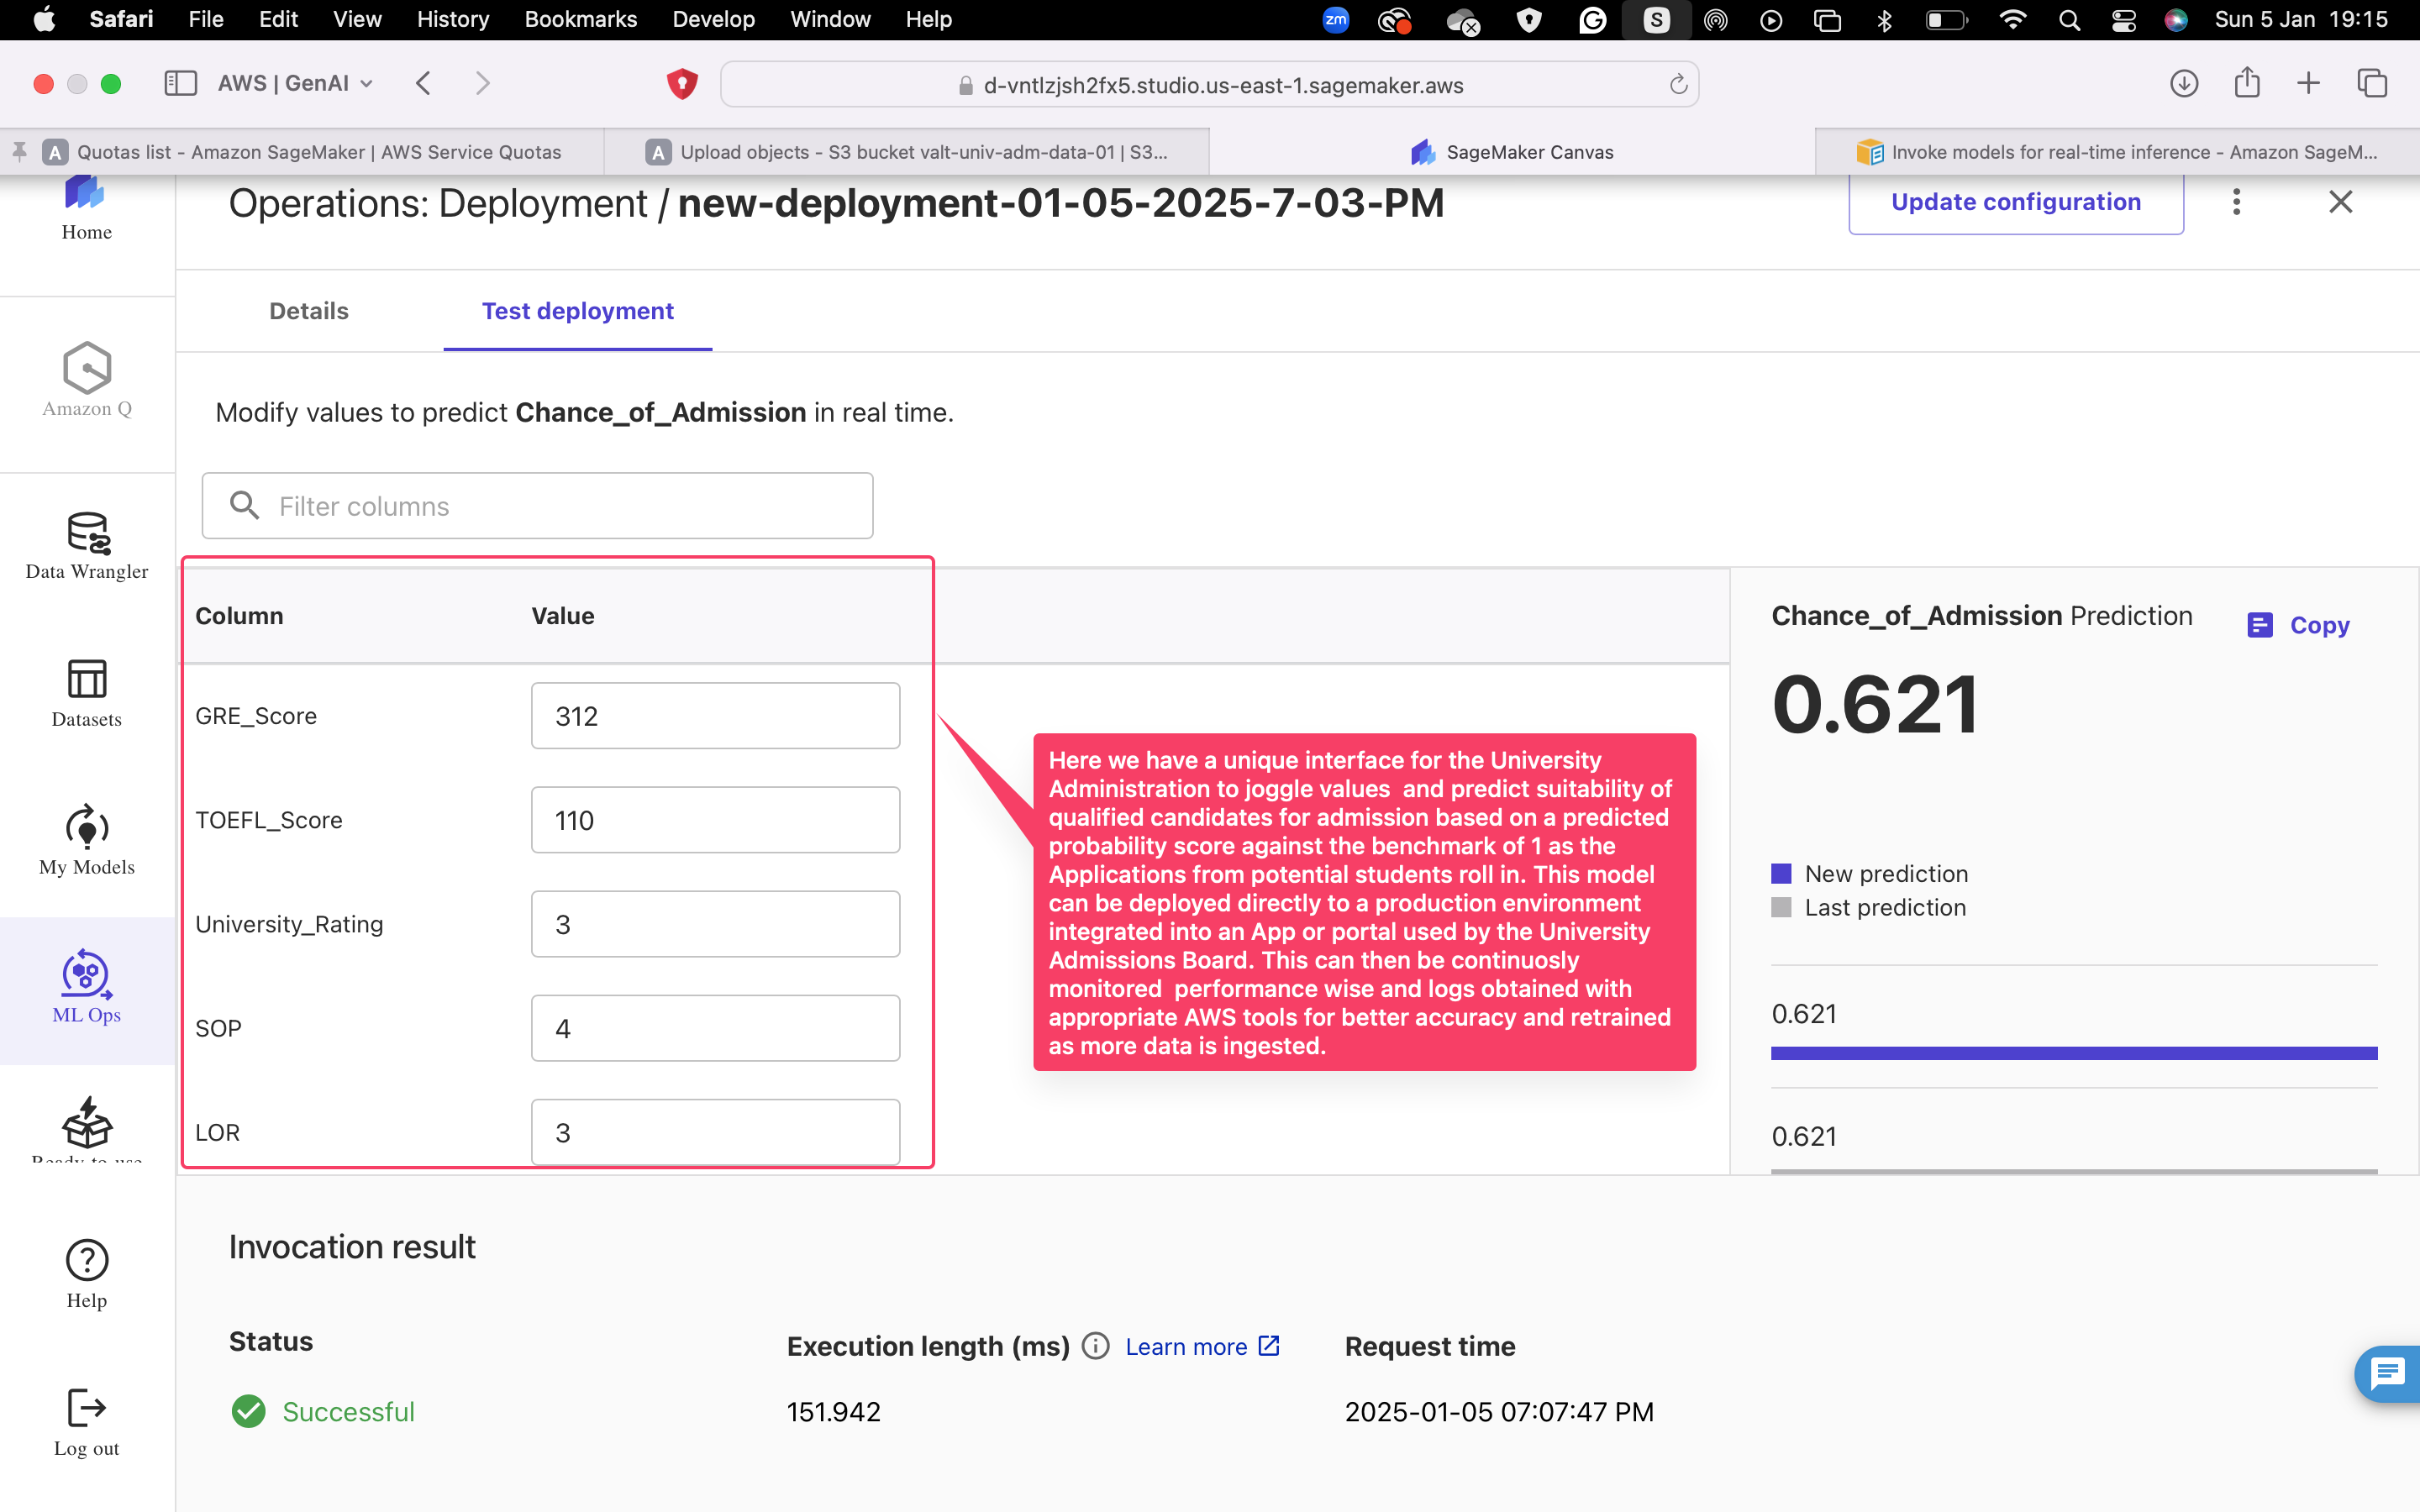 Safari File Edit View History Bookmarks Develop Window Help zm S Sun 5 Jan 19:15
AWS | GenAI d-vntlzjsh2fx5.studio.us-east-1.sagemaker.aws
A Quotas list - Amazon SageMaker | AWS Service Quotas A Upload objects - S3 bucket valt-univ-adm-data-01 | S3... SageMaker Canvas Invoke models for real-time inference - Amazon SageM...
Operations: Deployment / new-deployment-01-05-2025-7-03-PM Update configuration
Home
Details Test deployment
Amazon Q
Modify values to predict Chance_of_Admission in real time.
Filter columns
Data Wrangler
Datasets
My Models
ML Ops
Ready-to-use
Help
Log out
Column Value
GRE_Score 312
TOEFL_Score 110
University_Rating 3
SOP 4
LOR 3
Here we have a unique interface for the University
Administration to joggle values  and predict suitability of
qualified candidates for admission based on a predicted
probability score against the benchmark of 1 as the
Applications from potential students roll in. This model
can be deployed directly to a production environment
integrated into an App or portal used by the University
Admissions Board. This can then be continuosly
monitored  performance wise and logs obtained with
appropriate AWS tools for better accuracy and retrained
as more data is ingested.
Chance_of_Admission Prediction Copy
0.621
New prediction
Last prediction
0.621
0.621
Invocation result
Status Execution length (ms) Learn more Request time
Successful 151.942 2025-01-05 07:07:47 PM